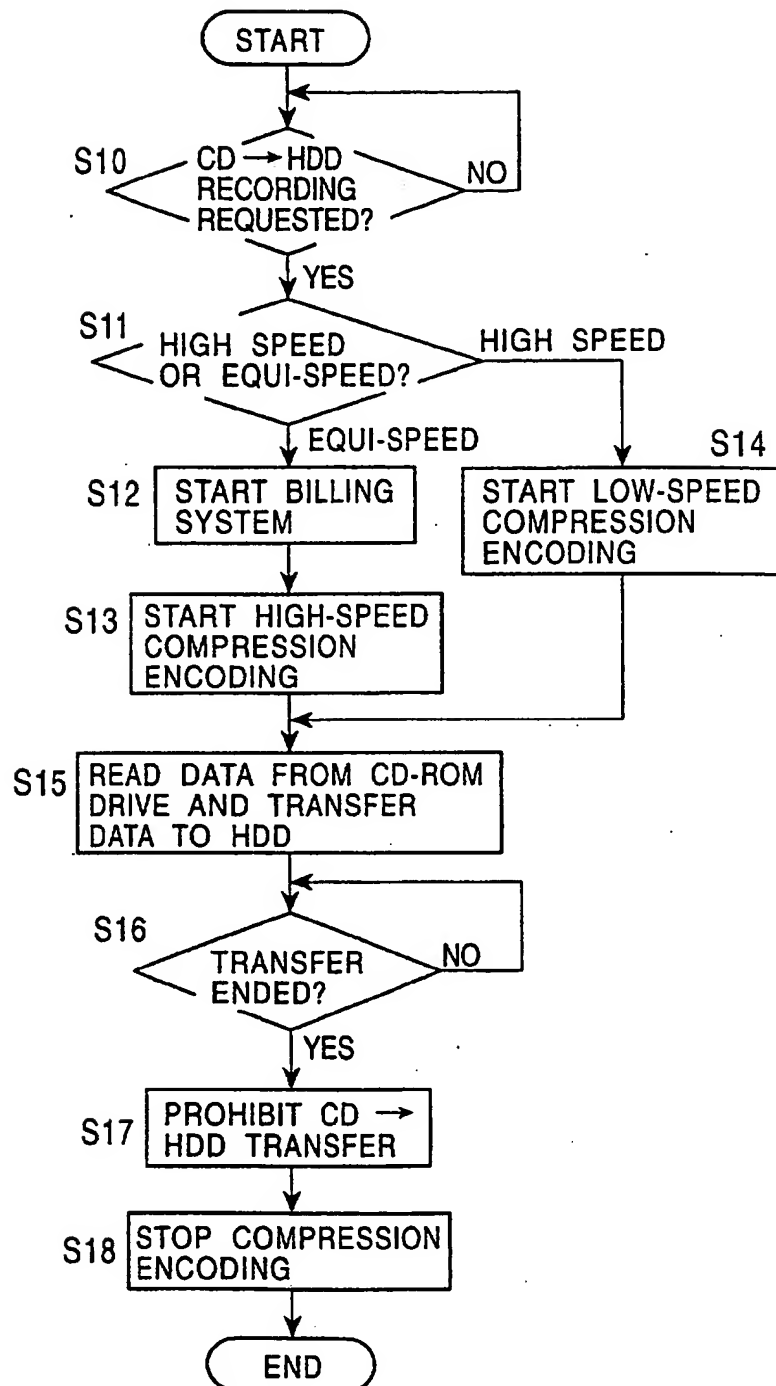 START
S10
CD → HDD
RECORDING
REQUESTED?
NO
YES
S11
HIGH SPEED
OR EQUI-SPEED?
HIGH SPEED
EQUI-SPEED
S12
START BILLING
SYSTEM
S14
START LOW-SPEED
COMPRESSION
ENCODING
S13
START HIGH-SPEED
COMPRESSION
ENCODING
S15
READ DATA FROM CD-ROM
DRIVE AND TRANSFER
DATA TO HDD
S16
TRANSFER
ENDED?
NO
YES
S17
PROHIBIT CD →
HDD TRANSFER
S18
STOP COMPRESSION
ENCODING
END